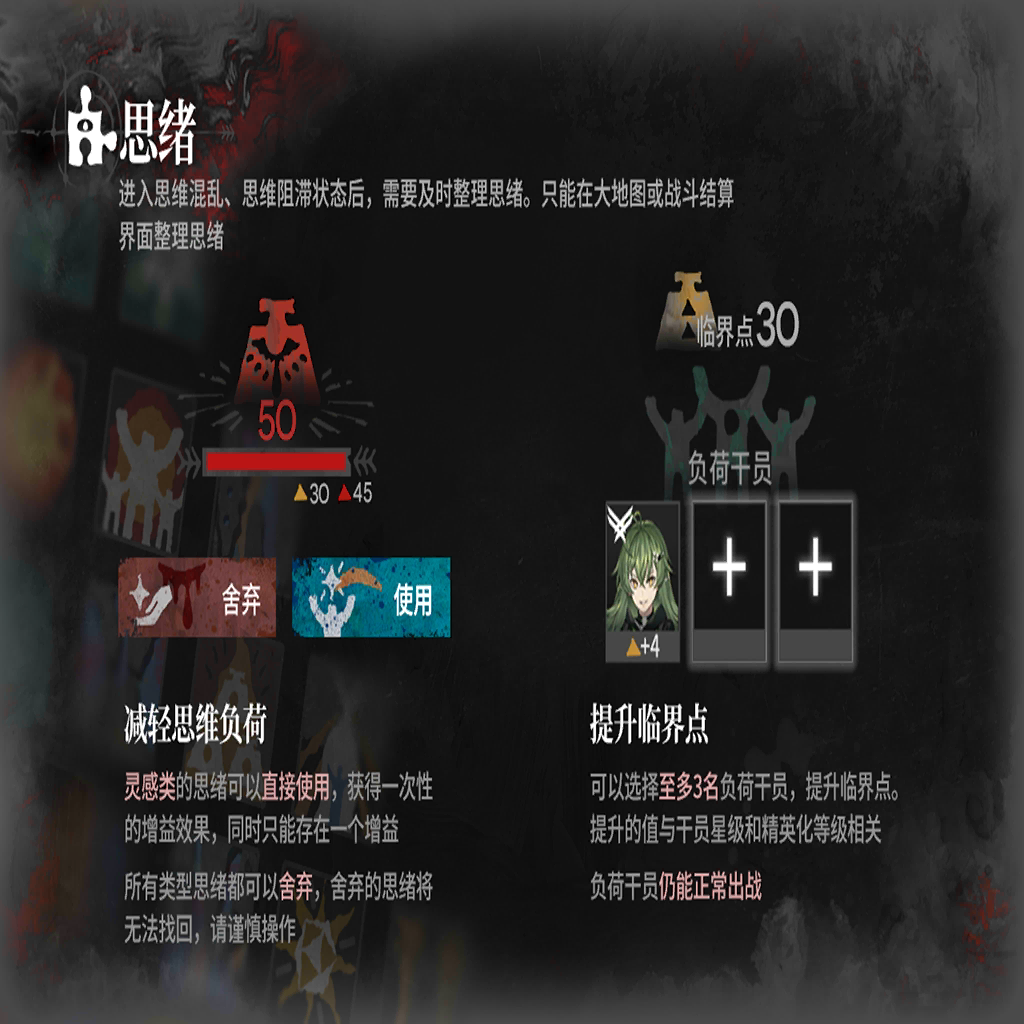 思绪
进入思维混乱、思维阻滞状态后，需要及时整理思绪。只能在大地图或战斗结算
界面整理思绪
50
30 45
舍弃
使用
减轻思维负荷
灵感类的思绪可以直接使用，获得一次性
的增益效果，同时只能存在一个增益
所有类型思绪都可以舍弃，舍弃的思绪将
无法找回，请谨慎操作
临界点30
负荷干员
+4
提升临界点
可以选择至多3名负荷干员，提升临界点。
提升的值与干员星级和精英化等级相关
负荷干员仍能正常出战